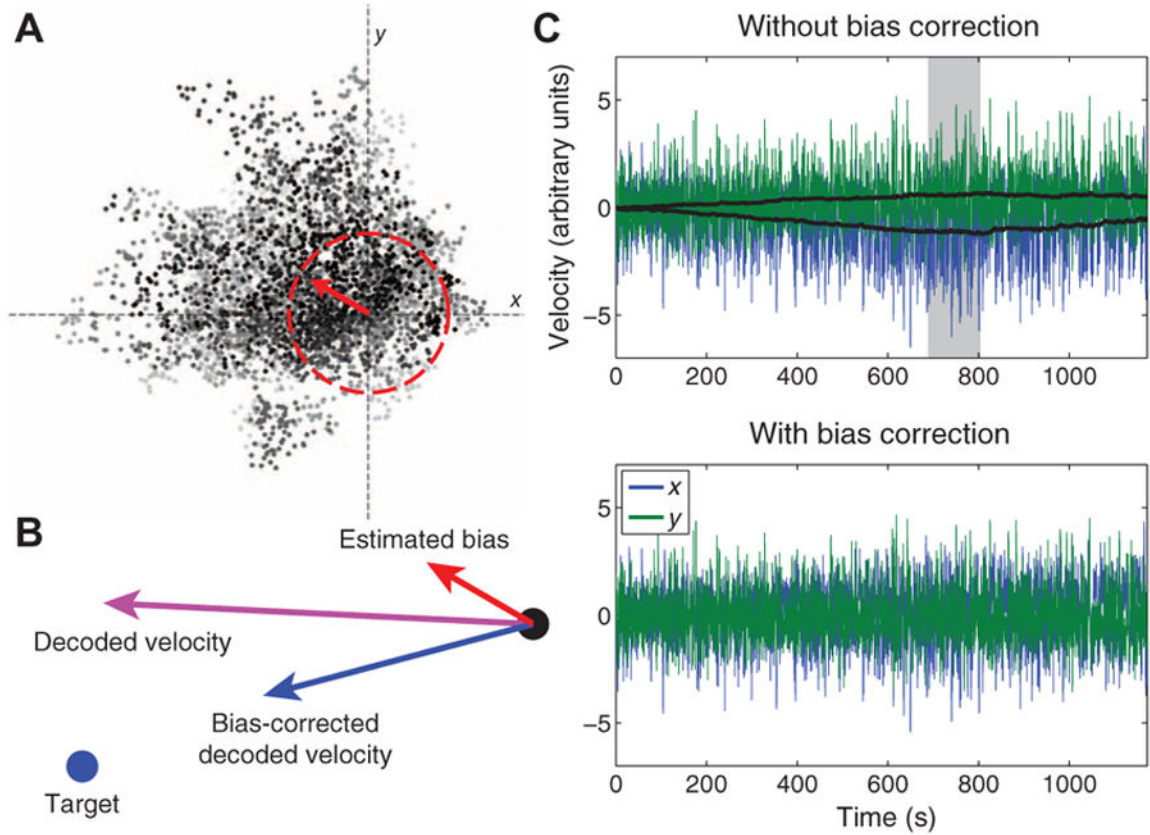 A
y
x
B
Estimated bias
Decoded velocity
Bias-corrected
decoded velocity
Target
C
Without bias correction
Velocity (arbitrary units)
5
0
−5
0 200 400 600 800 1000
With bias correction
x
y
5
0
−5
0 200 400 600 800 1000
Time (s)